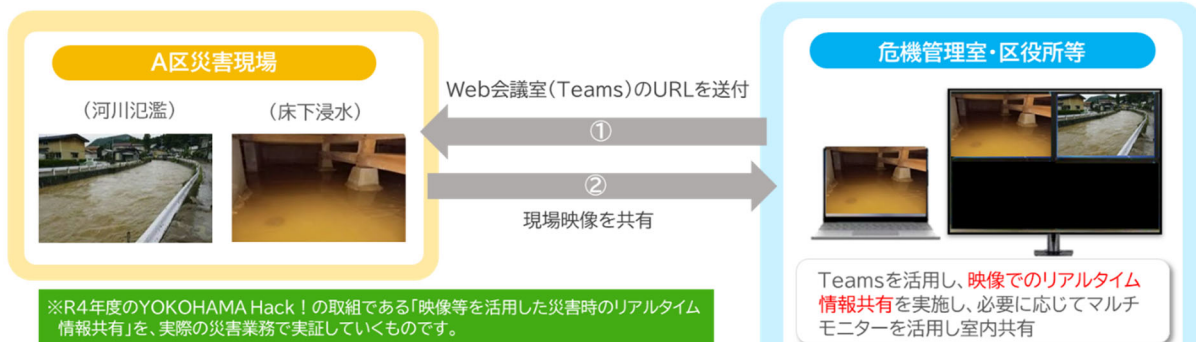 A区災害現場
（河川氾濫）
（床下浸水）
Web会議室(Teams)のURLを送付
①
②
現場映像を共有
危機管理室・区役所等
Teamsを活用し、映像でのリアルタイム
情報共有を実施し、必要に応じてマルチ
モニターを活用し室内共有
※R4年度のYOKOHAMA Hack！の取組である「映像等を活用した災害時のリアルタイム
情報共有」を、実際の災害業務で実証していくものです。